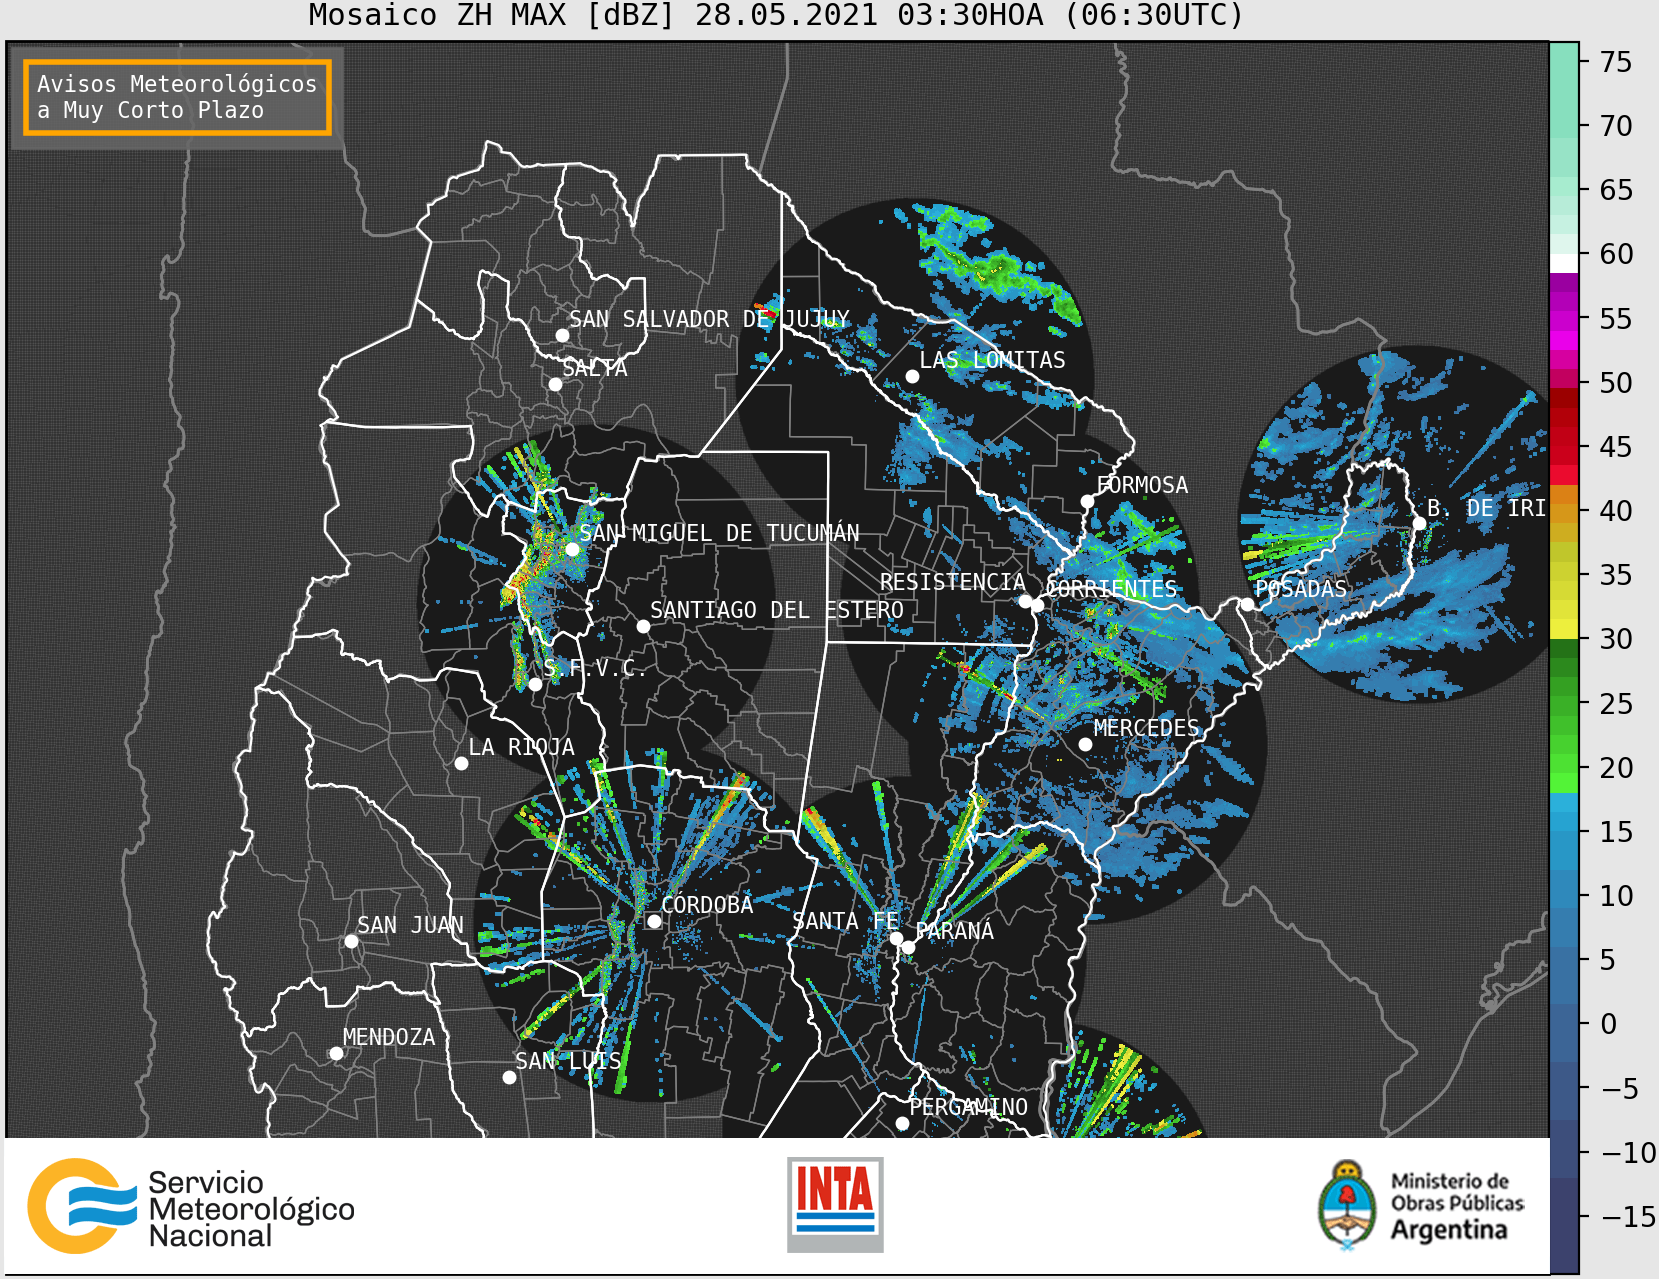 Mosaico ZH MAX [dBZ] 28.05.2021 03:30HOA (06:30UTC)
Avisos Meteorológicos
a Muy Corto Plazo
75
70
65
60
55
50
45
40
35
30
25
20
15
10
5
0
−5
−10
−15
SAN SALVADOR DE JUJUY
SALTA
LAS LOMITAS
FORMOSA
B. DE IRI
SAN MIGUEL DE TUCUMÁN
RESISTENCIA
CORRIENTES
POSADAS
SANTIAGO DEL ESTERO
S.F.V.C.
MERCEDES
LA RIOJA
CÓRDOBA
SANTA FE
PARANÁ
SAN JUAN
MENDOZA
SAN LUIS
PERGAMINO
Servicio
Meteorológico
Nacional
INTA
Ministerio de
Obras Públicas
Argentina